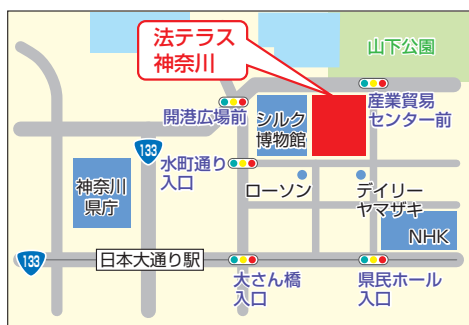 法テラス
神奈川
山下公園
開港広場前
シルク
博物館
産業貿易
センター前
133
水町通り
入口
神奈川
県庁
ローソン
デイリー
ヤマザキ
NHK
133
日本大通り駅
大さん橋
入口
県民ホール
入口